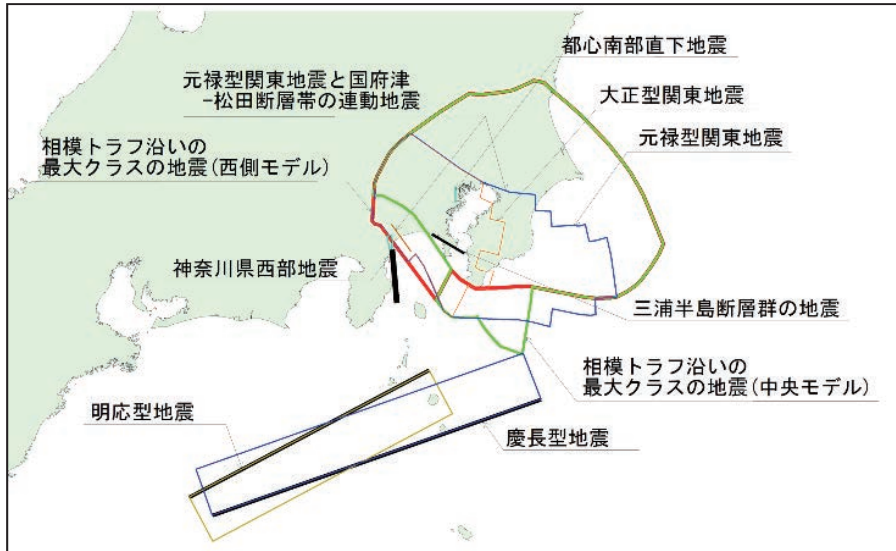 都心南部直下地震
元禄型関東地震と国府津
-松田断層帯の連動地震
大正型関東地震
元禄型関東地震
相模トラフ沿いの
最大クラスの地震(西側モデル)
神奈川県西部地震
三浦半島断層群の地震
相模トラフ沿いの
最大クラスの地震(中央モデル)
明応型地震
慶長型地震